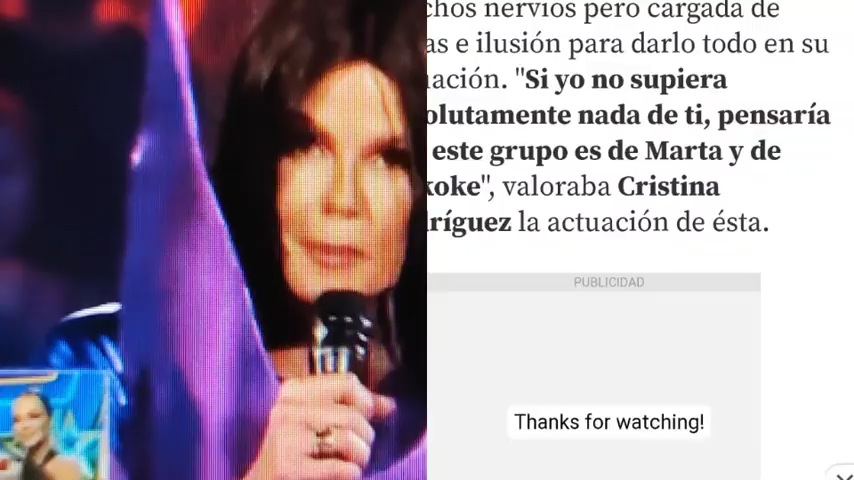 chos nervios pero cargada de
as e ilusión para darlo todo en su
uación. "Si yo no supiera
olutamente nada de ti, pensaría
este grupo es de Marta y de
koke", valoraba Cristina
dríguez la actuación de ésta.
PUBLICIDAD
Thanks for watching!